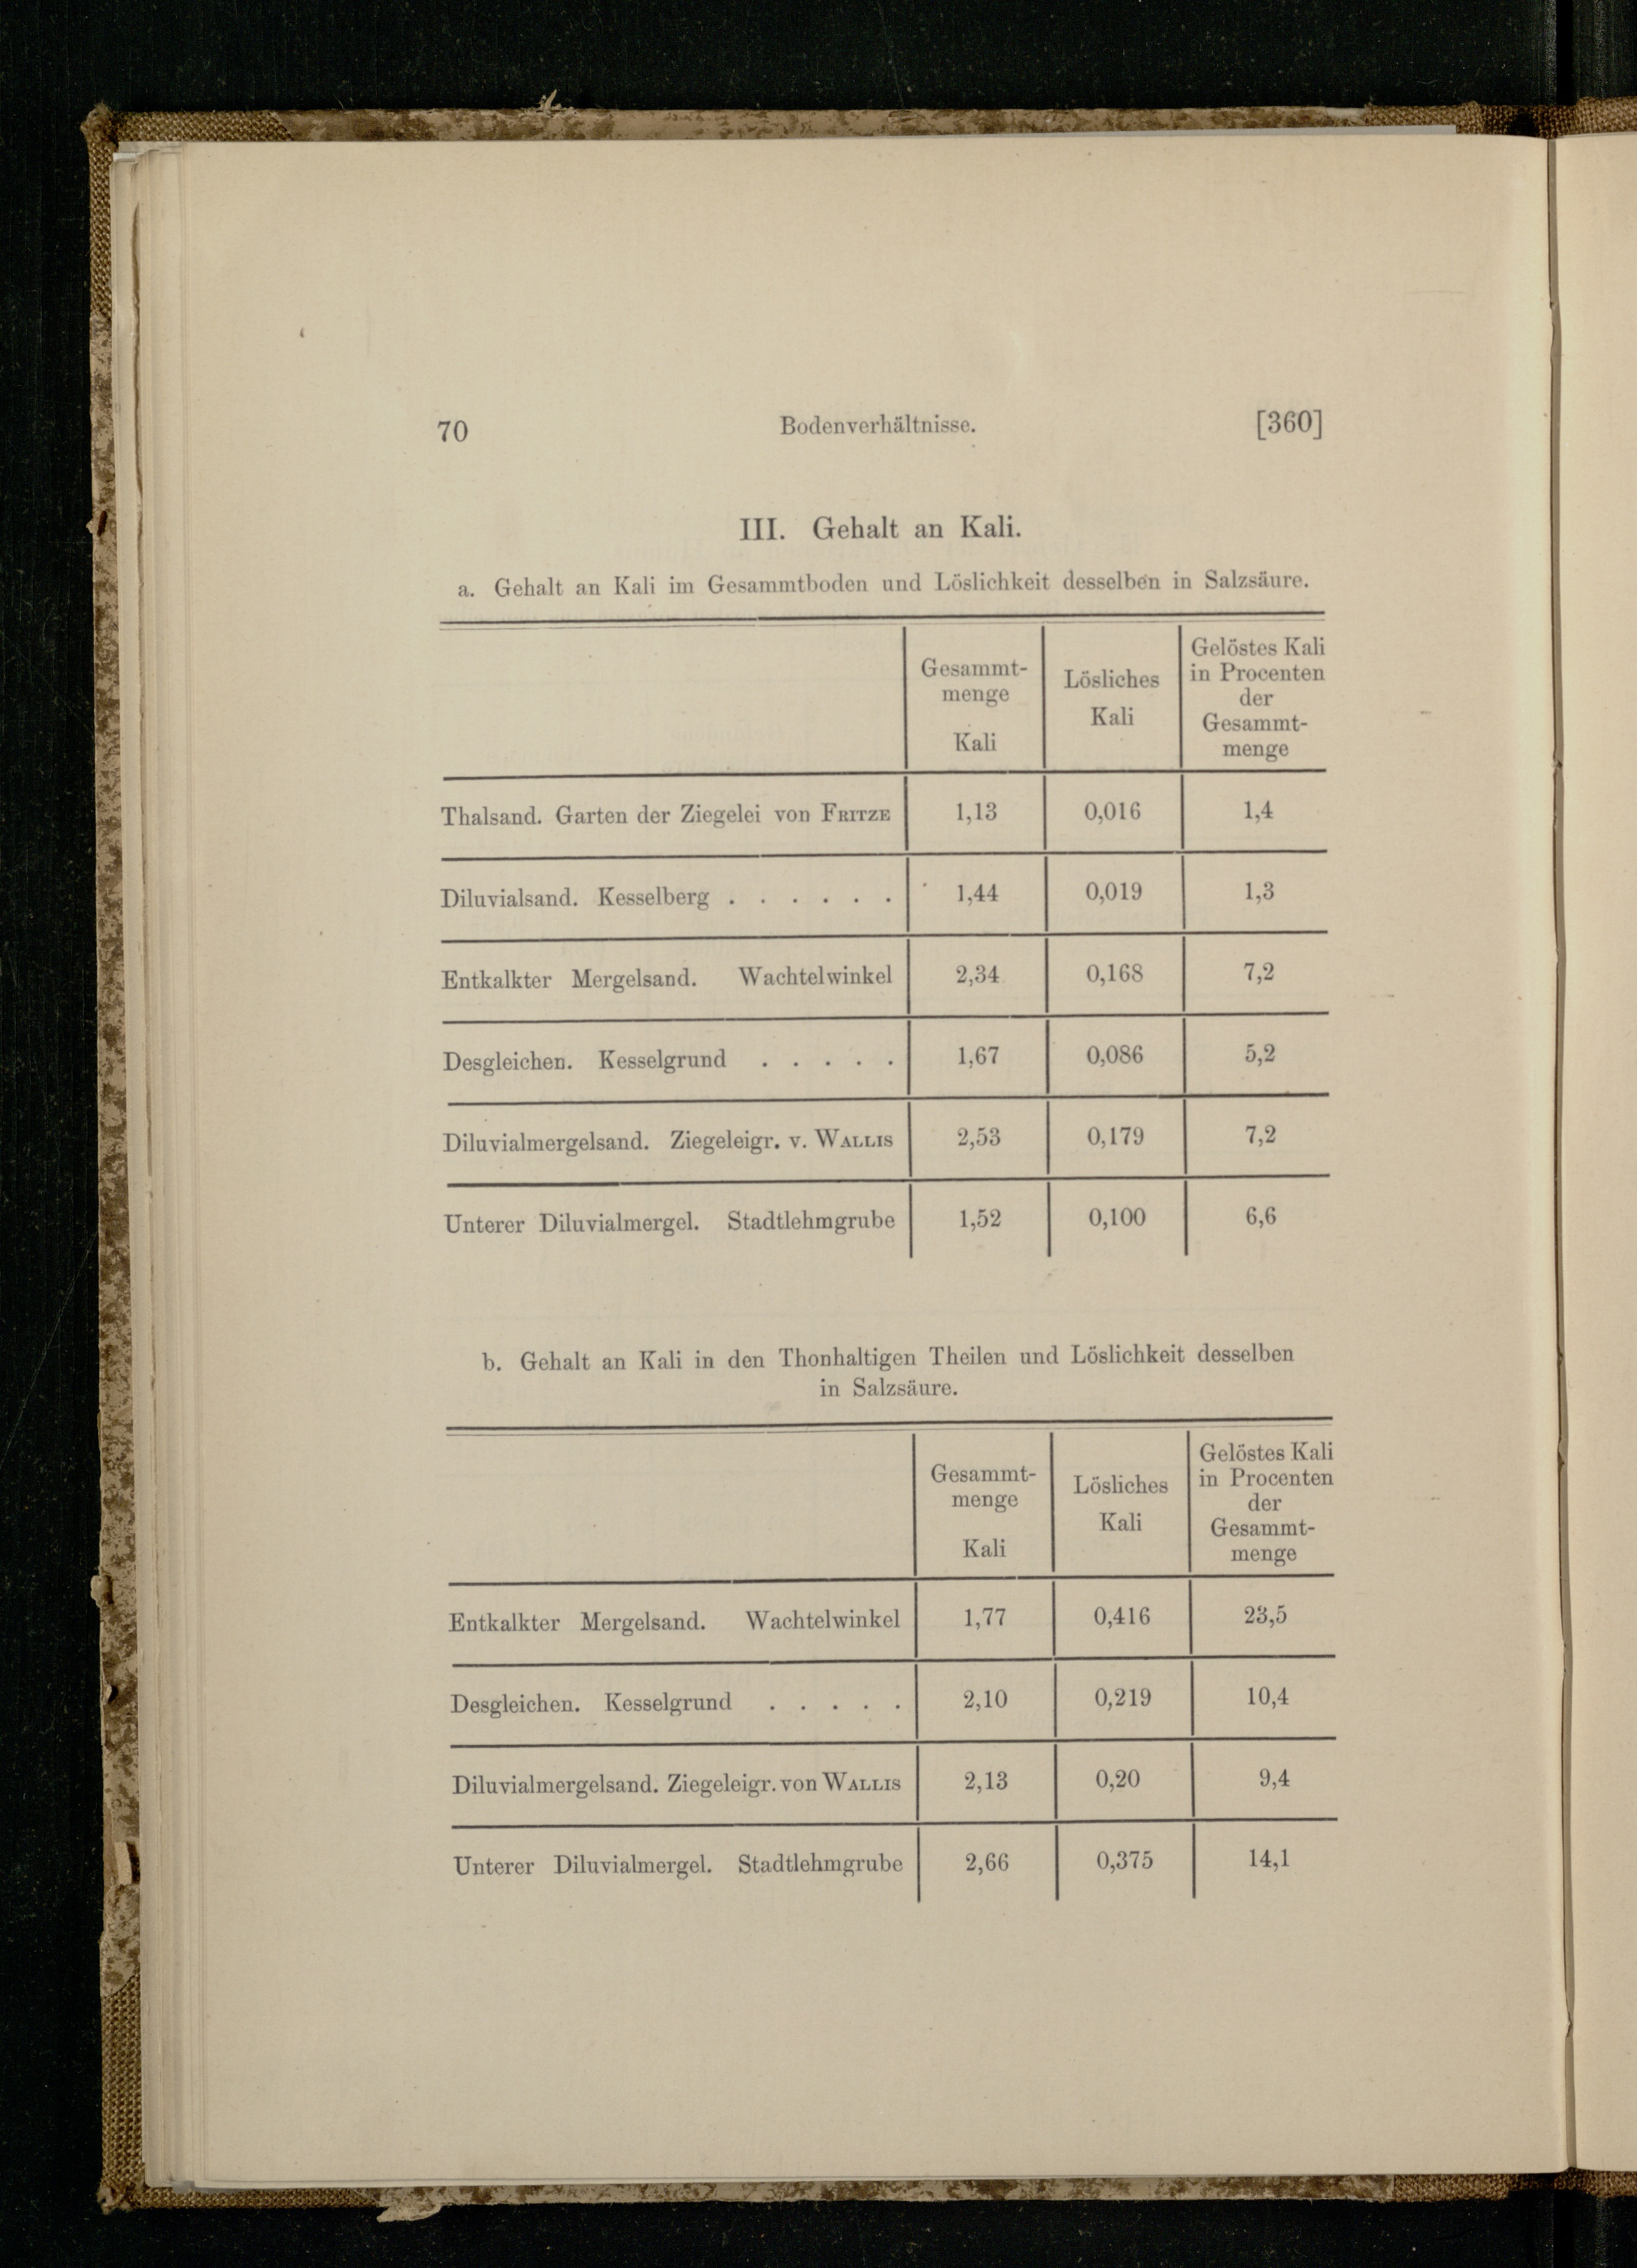 70 Bodenverhältnisse. [360]
III. Gehalt an Kali.
a. Gehalt an Kali im Gesammtboden und Löslichkeit desselben in Salzsäure.
Gesammt-
menge
Kali
Lösliches
Kali
Gelöstes Kali
in Procenten
der
Gesammt-
menge
Thalsand. Garten der Ziegelei von FRITZE 1,13 0,016 1,4
Diluvialsand. Kesselberg . . . . . . 1,44 0,019 1,3
Entkalkter Mergelsand. Wachtelwinkel 2,34 0,168 7,2
Desgleichen. Kesselgrund . . . . . 1,67 0,086 5,2
Diluvialmergelsand. Ziegeleigr. v. WALLIS 2,53 0,179 7,2
Unterer Diluvialmergel. Stadtlehmgrube 1,52 0,100 6,6
b. Gehalt an Kali in den Thonhaltigen Theilen und Löslichkeit desselben
in Salzsäure.
Gesammt-
menge
Kali
Lösliches
Kali
Gelöstes Kali
in Procenten
der
Gesammt-
menge
Entkalkter Mergelsand. Wachtelwinkel 1,77 0,416 23,5
Desgleichen. Kesselgrund . . . . . 2,10 0,219 10,4
Diluvialmergelsand. Ziegeleigr. von WALLIS 2,13 0,20 9,4
Unterer Diluvialmergel. Stadtlehmgrube 2,66 0,375 14,1